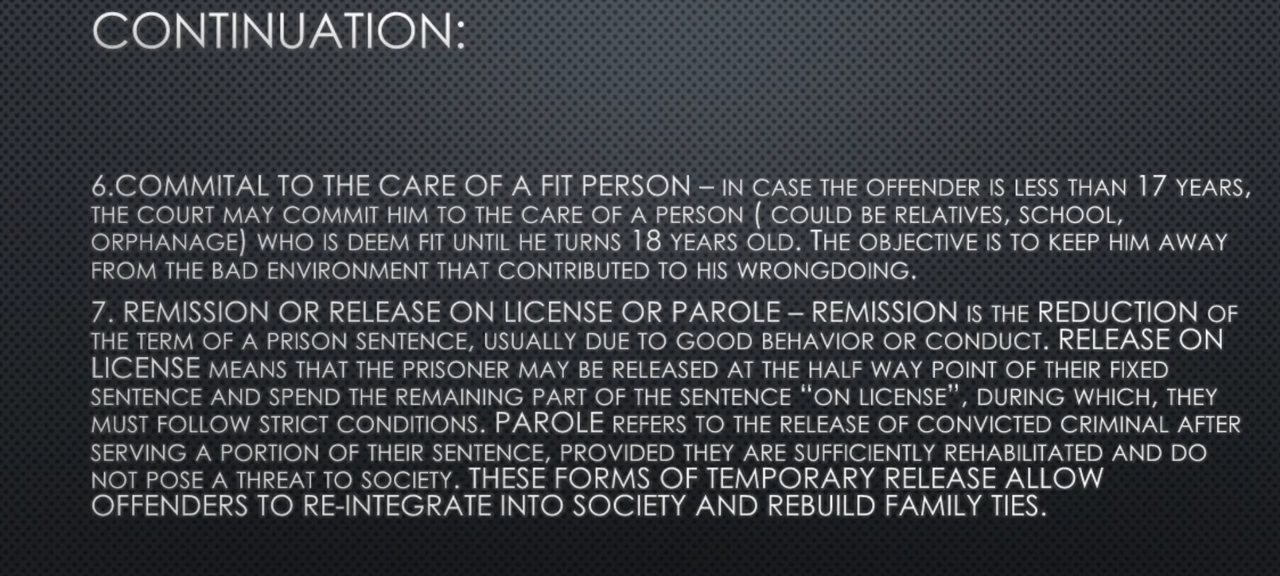 CONTINUATION:
6.COMMITAL TO THE CARE OF A FIT PERSON – IN CASE THE OFFENDER IS LESS THAN 17 YEARS,
THE COURT MAY COMMIT HIM TO THE CARE OF A PERSON ( COULD BE RELATIVES, SCHOOL,
ORPHANAGE) WHO IS DEEM FIT UNTIL HE TURNS 18 YEARS OLD. THE OBJECTIVE IS TO KEEP HIM AWAY
FROM THE BAD ENVIRONMENT THAT CONTRIBUTED TO HIS WRONGDOING.
7. REMISSION OR RELEASE ON LICENSE OR PAROLE – REMISSION IS THE REDUCTION OF
THE TERM OF A PRISON SENTENCE, USUALLY DUE TO GOOD BEHAVIOR OR CONDUCT. RELEASE ON
LICENSE MEANS THAT THE PRISONER MAY BE RELEASED AT THE HALF WAY POINT OF THEIR FIXED
SENTENCE AND SPEND THE REMAINING PART OF THE SENTENCE “ON LICENSE”, DURING WHICH, THEY
MUST FOLLOW STRICT CONDITIONS. PAROLE REFERS TO THE RELEASE OF CONVICTED CRIMINAL AFTER
SERVING A PORTION OF THEIR SENTENCE, PROVIDED THEY ARE SUFFICIENTLY REHABILITATED AND DO
NOT POSE A THREAT TO SOCIETY. THESE FORMS OF TEMPORARY RELEASE ALLOW
OFFENDERS TO RE-INTEGRATE INTO SOCIETY AND REBUILD FAMILY TIES.